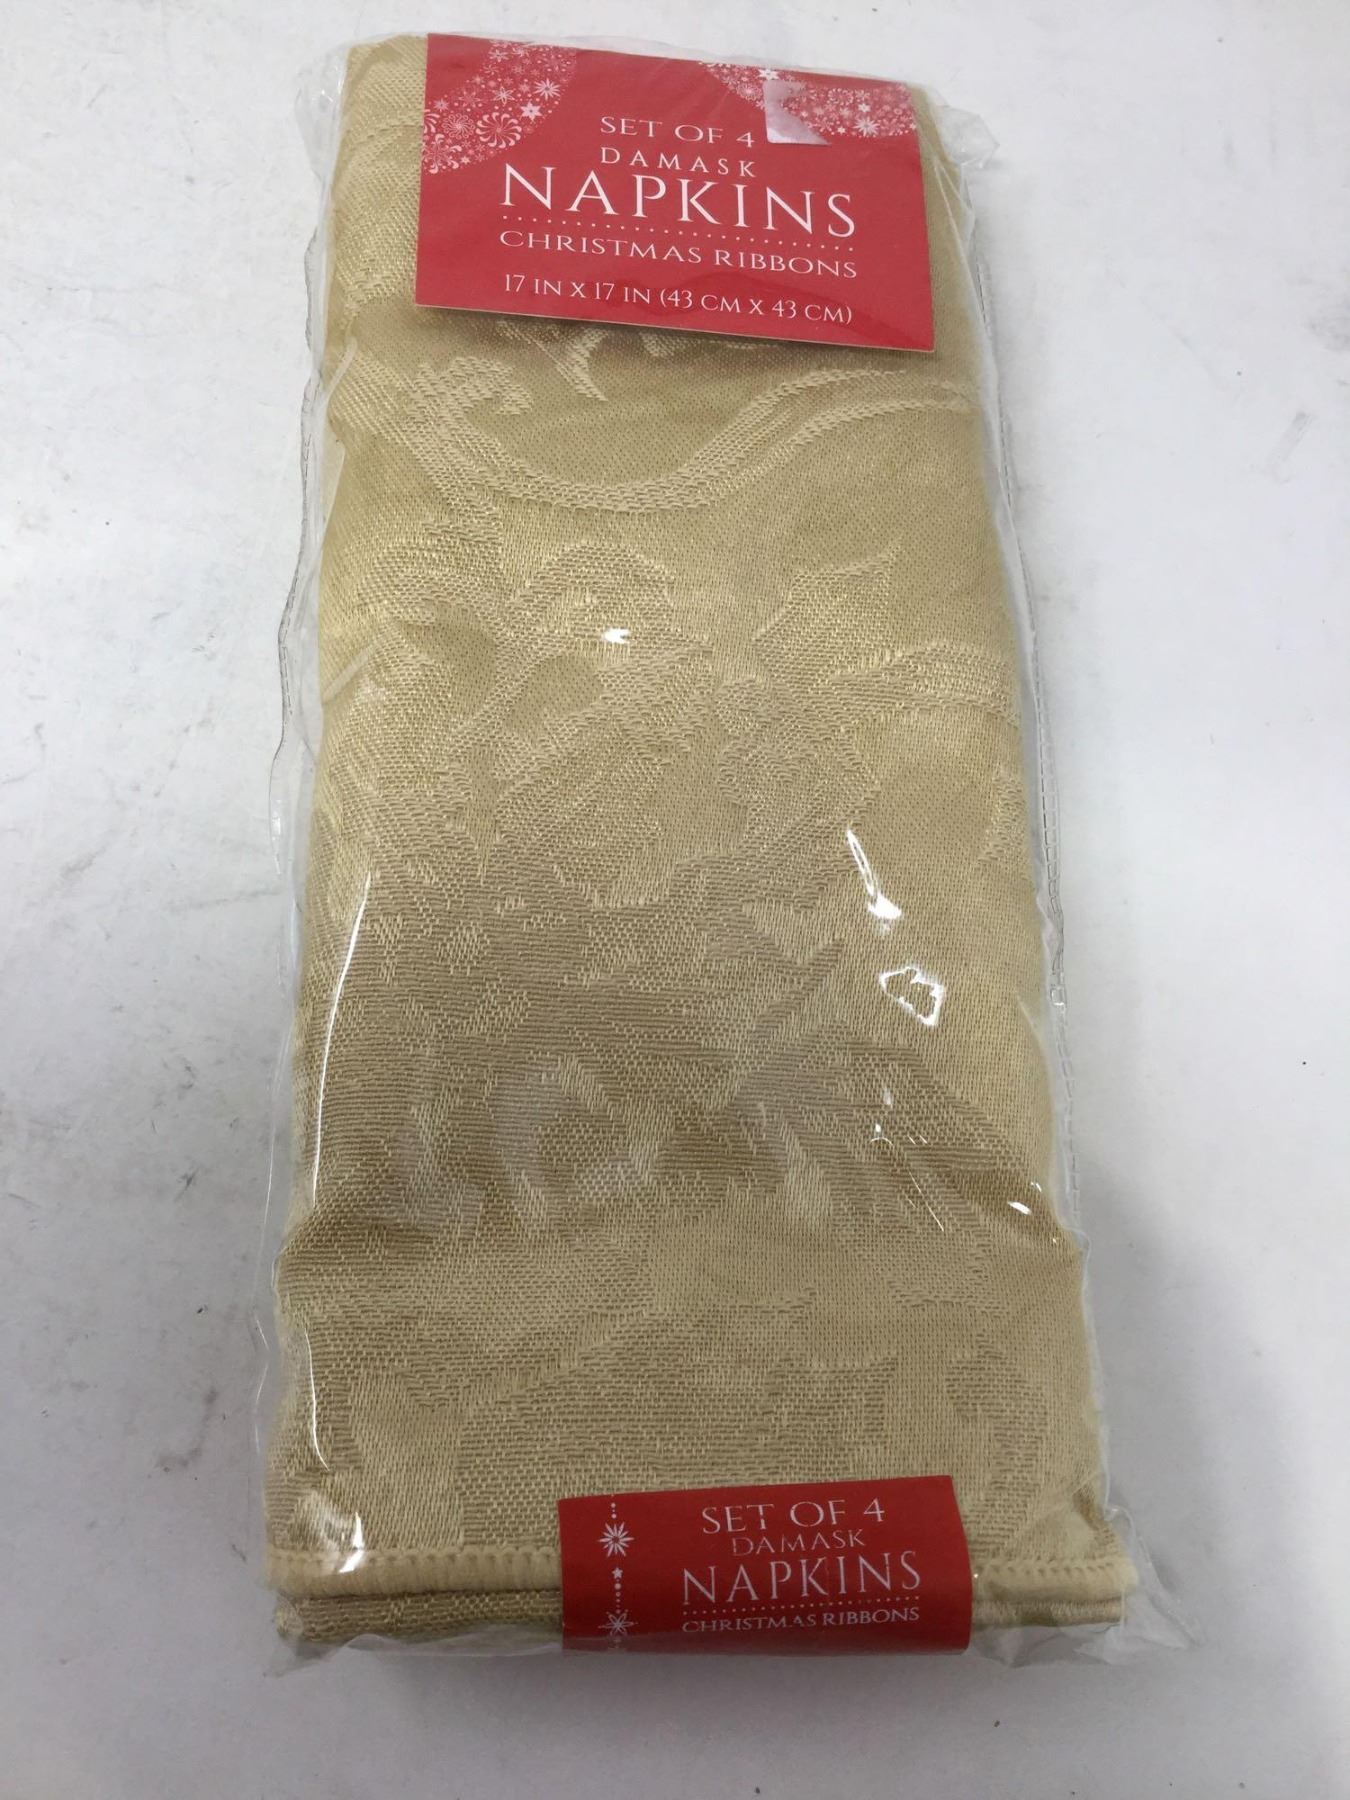 SET OF 4
DAMASK
NAPKINS
CHRISTMAS RIBBONS
17 IN X 17 IN (43 CM X 43 CM)
SET OF 4
DAMASK
NAPKINS
CHRISTMAS RIBBONS